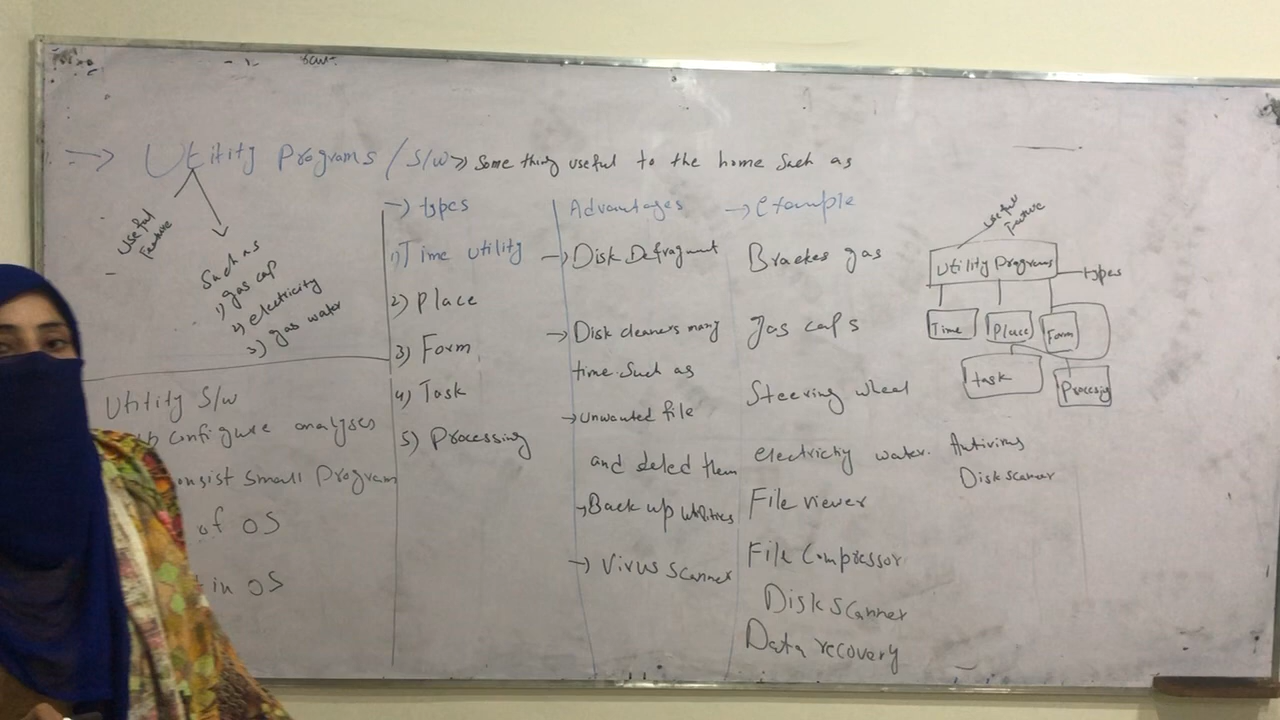 Utility Programs / S/W => Some thing useful to the home such as
useful
feature
Such as
1) gas cap
2) electricity
3) gas water
Utility S/w
configure analyses
onsist small Program
of OS
in OS
-> types
1) Time utility
2) Place
3) Form
4) Task
5) Processing
Advantages
-> Disk Defragment
-> Disk cleaners many
time. Such as
-> unwanted file
and deleted them
-> Back up utilities
-> Virus scanner
-> Example
Brackes gas
gas caps
Steering wheel
electricity water.
File viewer
File Compressor
Disk Scanner
Data recovery
Antivirus
Disk scanner
useful
feature
Utility Programs
types
Time
Place
Form
task
Processing